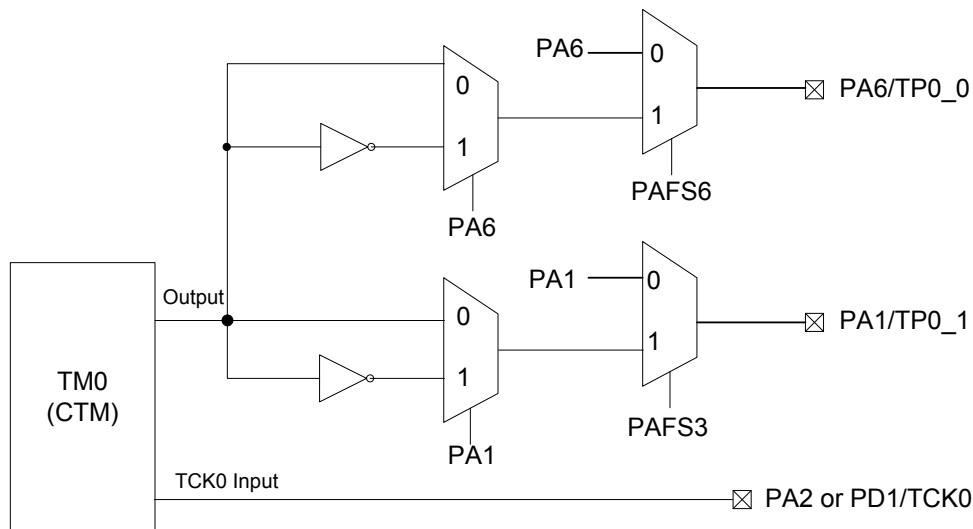 PA6
0
0
PA6/TP0_0
1
1
PAFS6
PA6
PA1
0
Output
0
PA1/TP0_1
1
1
TM0
(CTM)
PAFS3
PA1
TCK0 Input
PA2 or PD1/TCK0